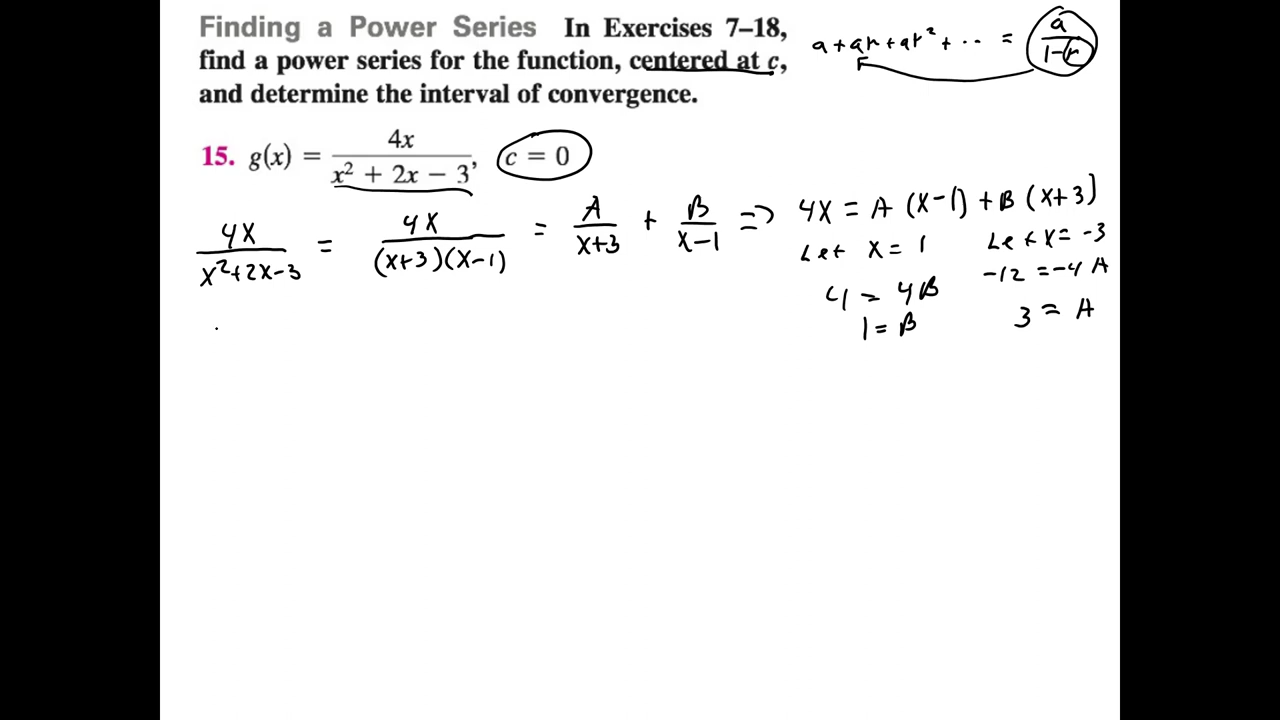 Finding a Power Series In Exercises 7–18,
find a power series for the function, centered at c,
and determine the interval of convergence.
a + ar + ar² + ·· = a/(1-r)
15. g(x) = 4x/(x² + 2x − 3), c = 0
4x/(x²+2x-3) = 4x/((x+3)(x-1)) = A/(x+3) + B/(x-1) => 4x = A (x-1) + B (x+3)
Let x = 1
4 = 4B
1 = B
Let x = -3
-12 = -4 A
3 = A